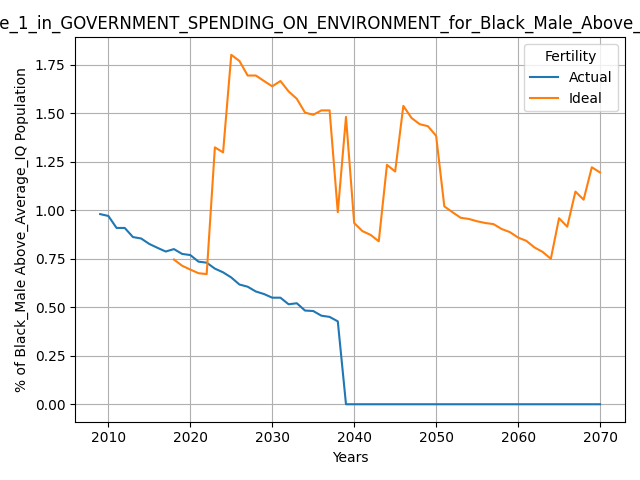 e_1_in_GOVERNMENT_SPENDING_ON_ENVIRONMENT_for_Black_Male_Above_
Fertility
Actual
Ideal
% of Black_Male Above_Average_IQ Population
1.75
1.50
1.25
1.00
0.75
0.50
0.25
0.00
2010 2020 2030 2040 2050 2060 2070
Years